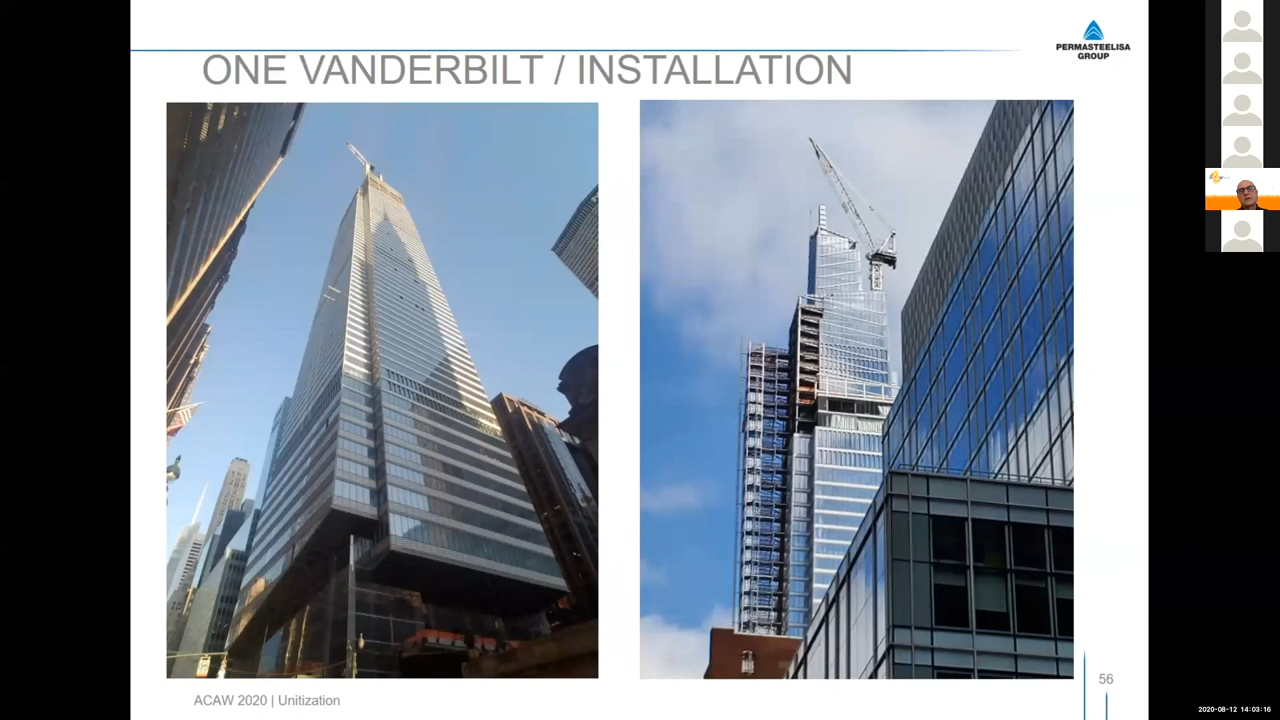 PERMASTEELISA
GROUP
ONE VANDERBILT / INSTALLATION
56
ACAW 2020 | Unitization
2020-08-12 14:03:16